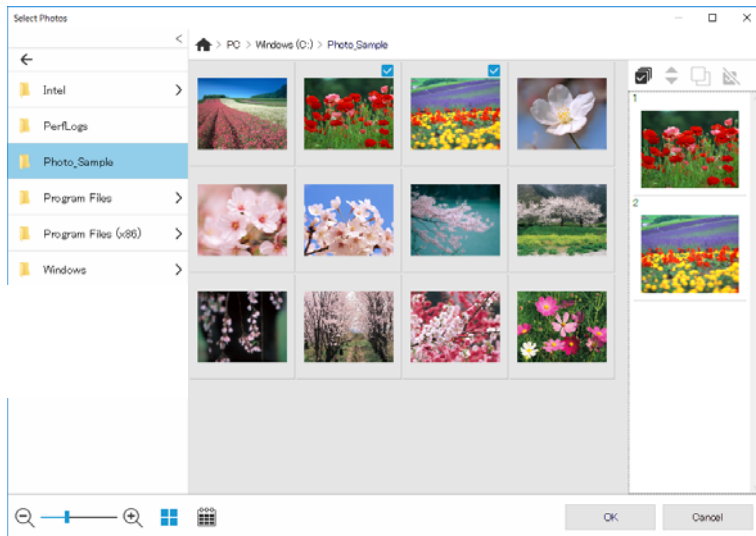 Select Photos
<
PC > Windows (C:) > Photo_Sample
Intel >
PerfLogs
Photo_Sample
Program Files >
Program Files (x86) >
Windows >
1
2
OK
Cancel